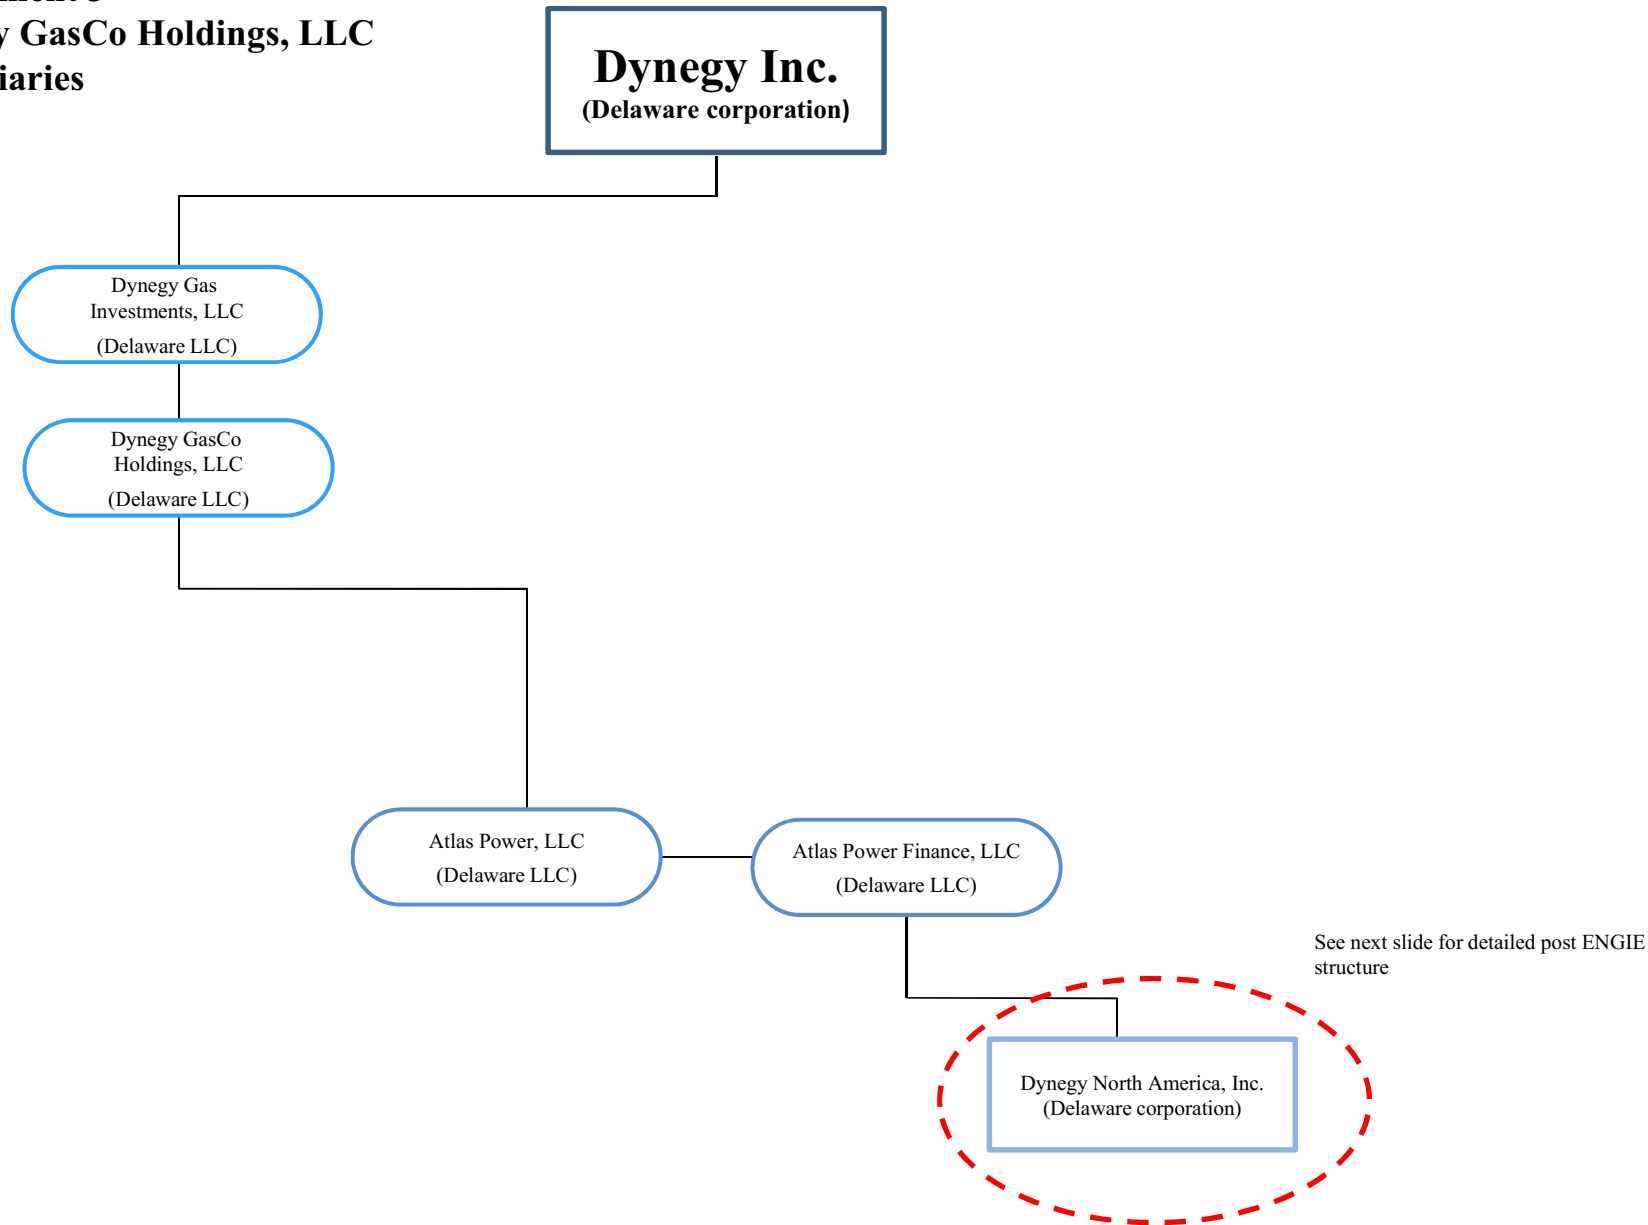 GasCo Holdings, LLC
Dynegy Inc.
(Delaware corporation)
Dynegy Gas
Investments, LLC
(Delaware LLC)
Dynegy GasCo
Holdings, LLC
(Delaware LLC)
Atlas Power, LLC
(Delaware LLC)
Atlas Power Finance, LLC
(Delaware LLC)
See next slide for detailed post ENGIE
structure
Dynegy North America, Inc.
(Delaware corporation)